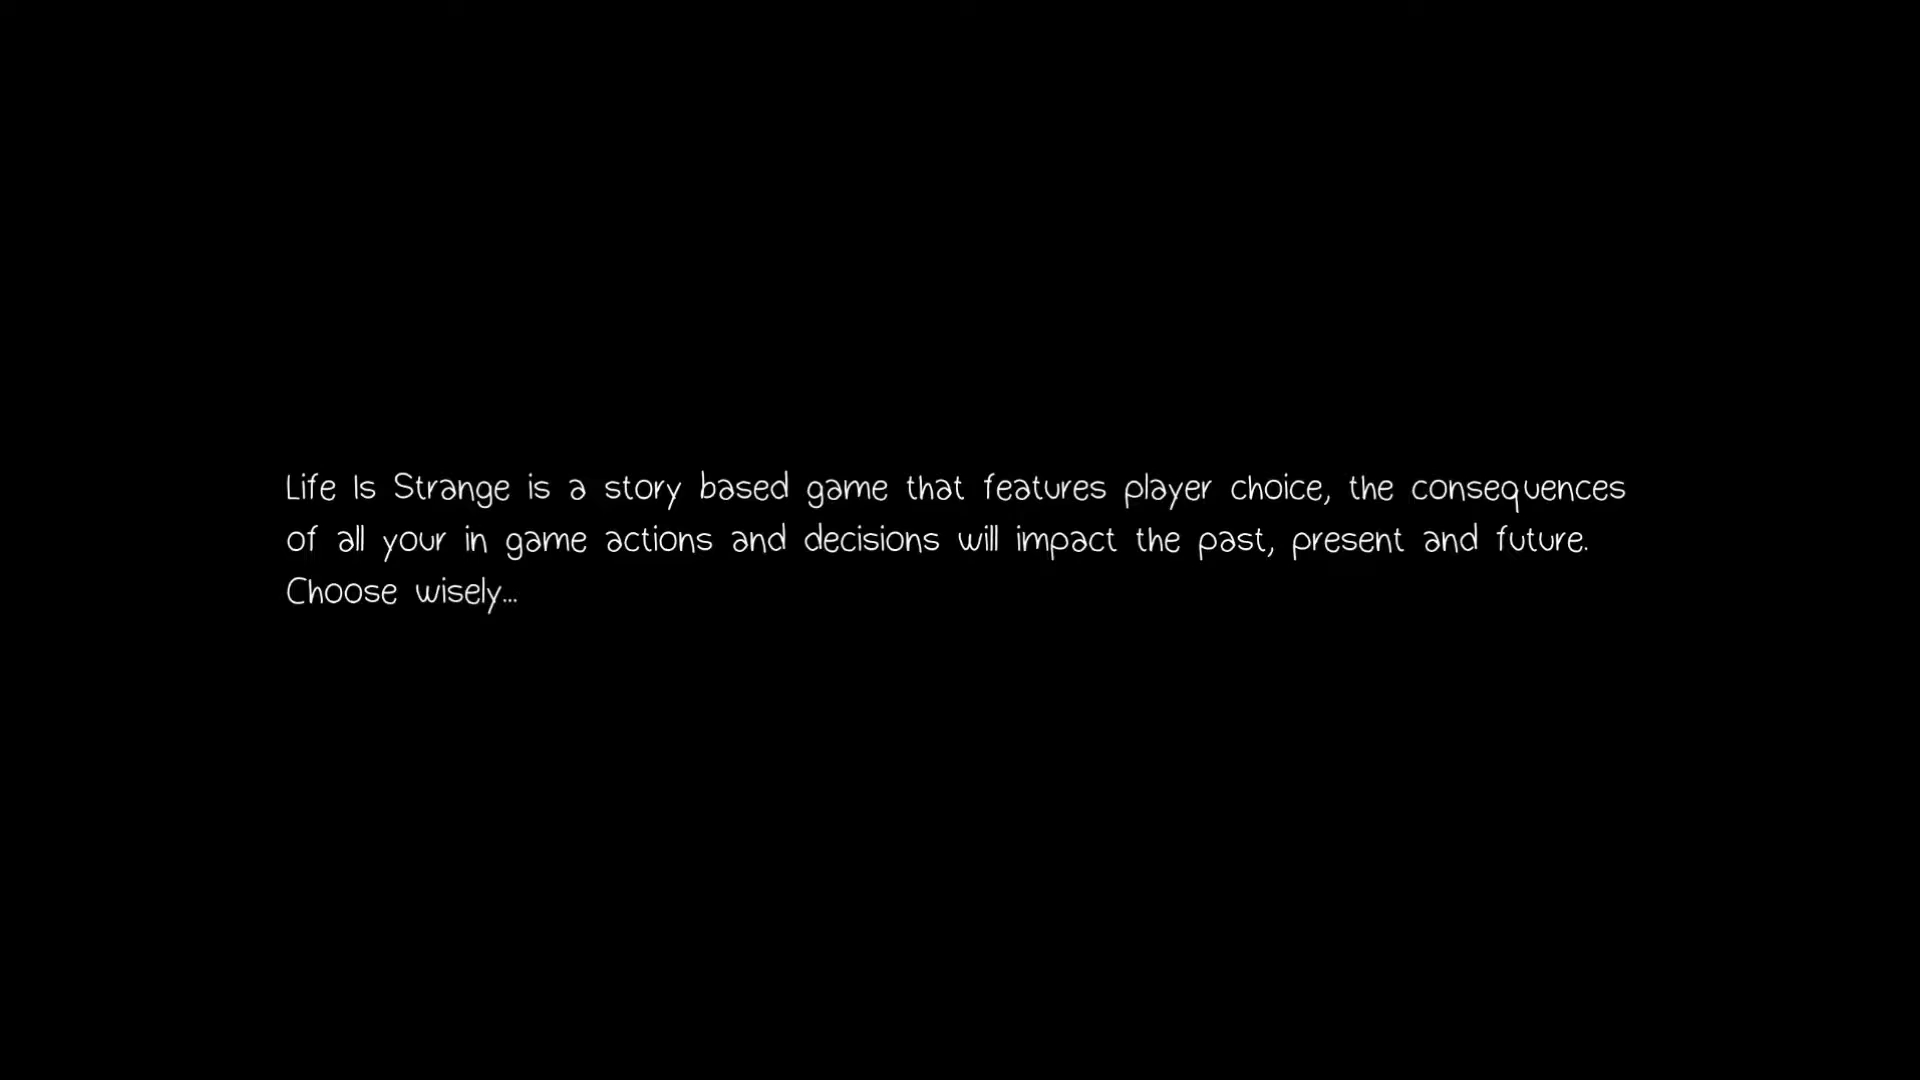 Life Is Strange is a story based game that features player choice, the consequences
of all your in game actions and decisions will impact the past, present and future.
Choose wisely...